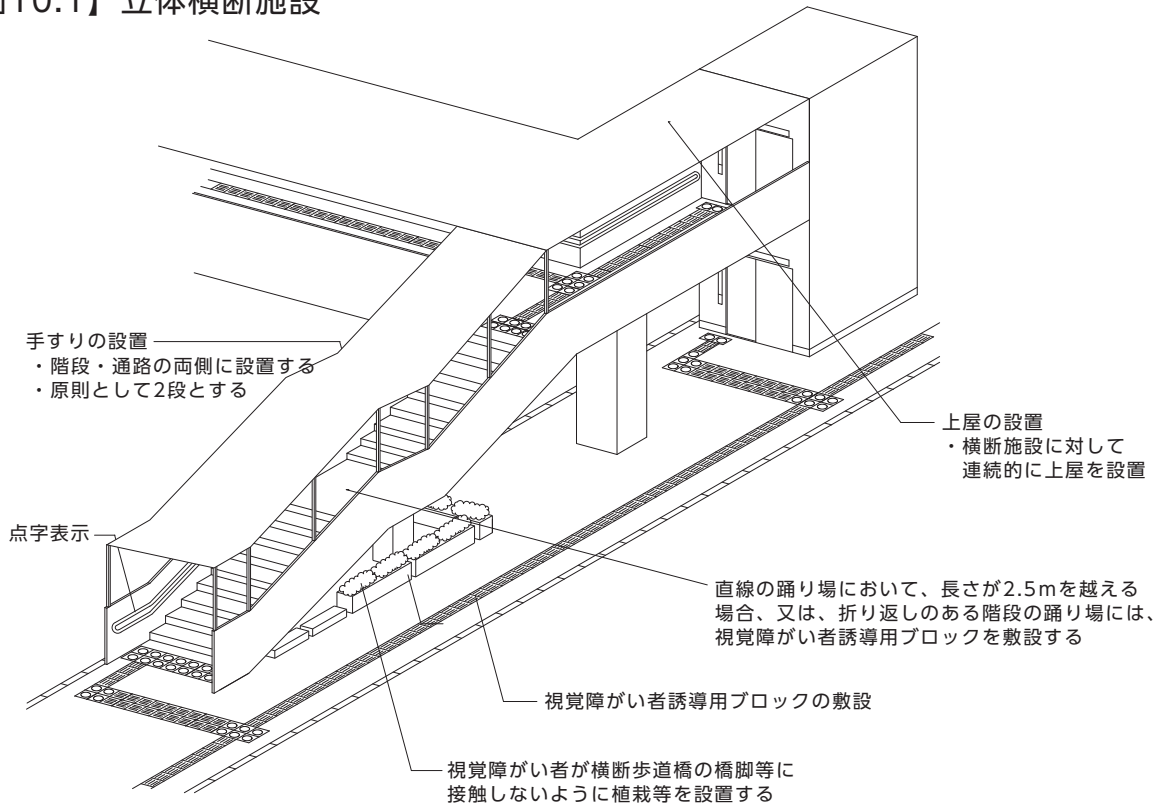 10.1】立体横断施設
手すりの設置
・階段・通路の両側に設置する
・原則として2段とする
上屋の設置
・横断施設に対して
連続的に上屋を設置
点字表示
直線の踊り場において、長さが2.5mを越える
場合、又は、折り返しのある階段の踊り場には、
視覚障がい者誘導用ブロックを敷設する
視覚障がい者誘導用ブロックの敷設
視覚障がい者が横断歩道橋の橋脚等に
接触しないように植栽等を設置する